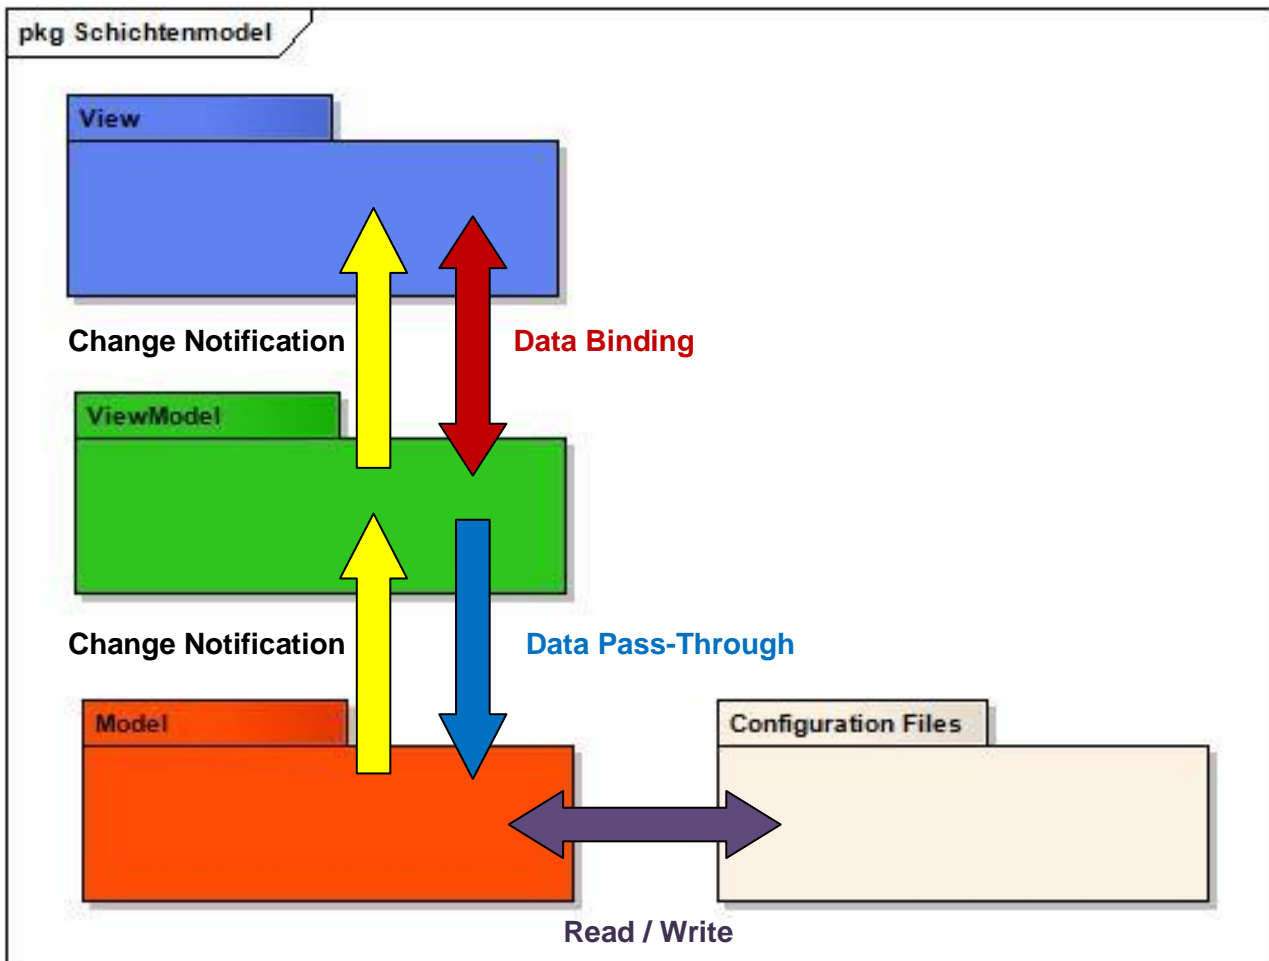 pkg Schichtenmodel
View
Change Notification
Data Binding
ViewModel
Change Notification
Data Pass-Through
Model
Configuration Files
Read / Write